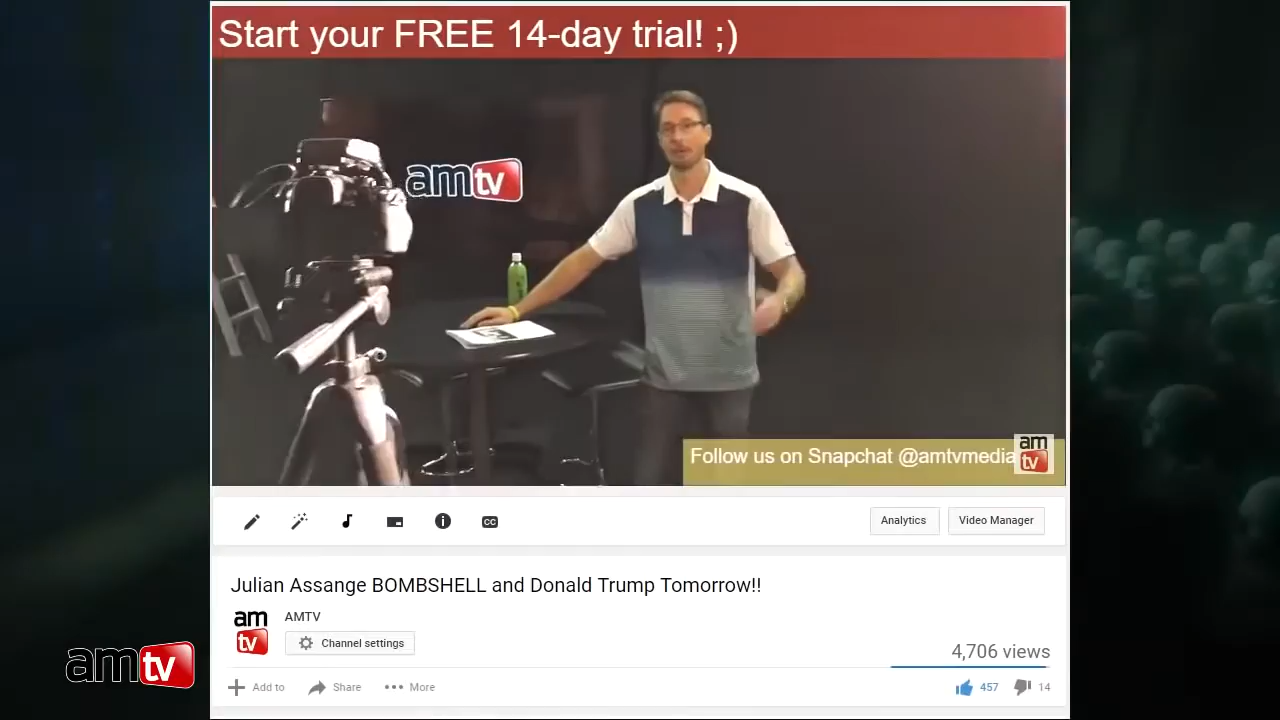 Start your FREE 14-day trial! ;)
amtv
Follow us on Snapchat @amtvmedia
am
tv
CC
Analytics
Video Manager
Julian Assange BOMBSHELL and Donald Trump Tomorrow!!
am
tv
AMTV
Channel settings
4,706 views
amtv
Add to
Share
More
457
14